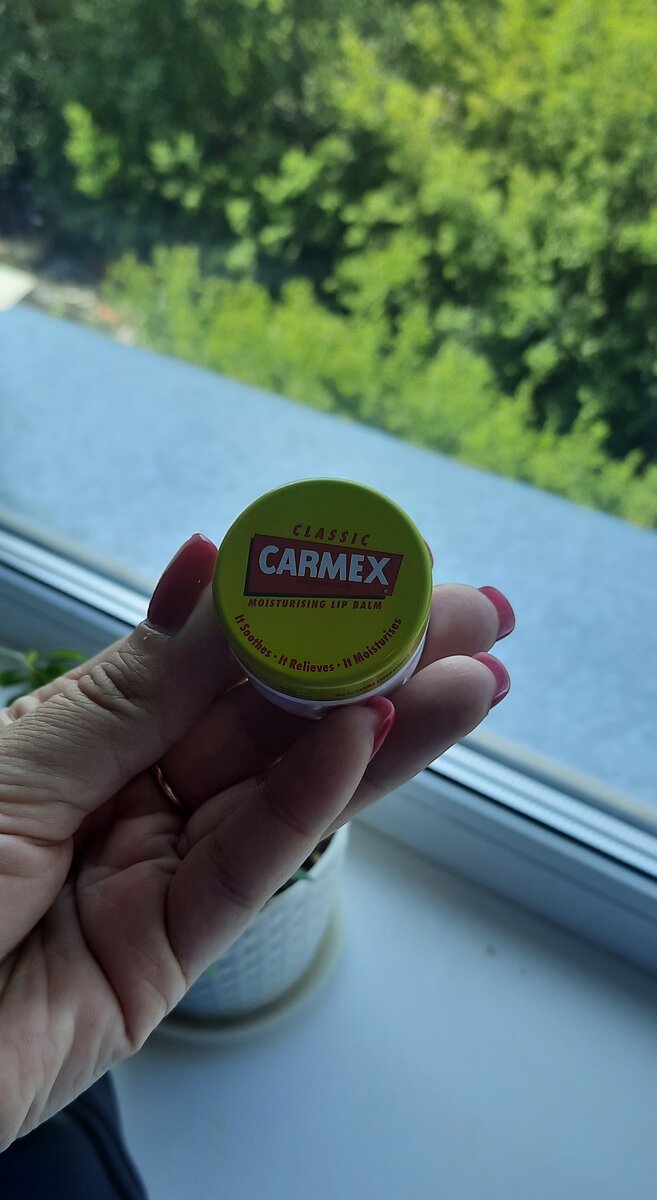 CLASSIC
CARMEX
MOISTURISING LIP BALM
It Soothes · It Relieves · It Moisturises